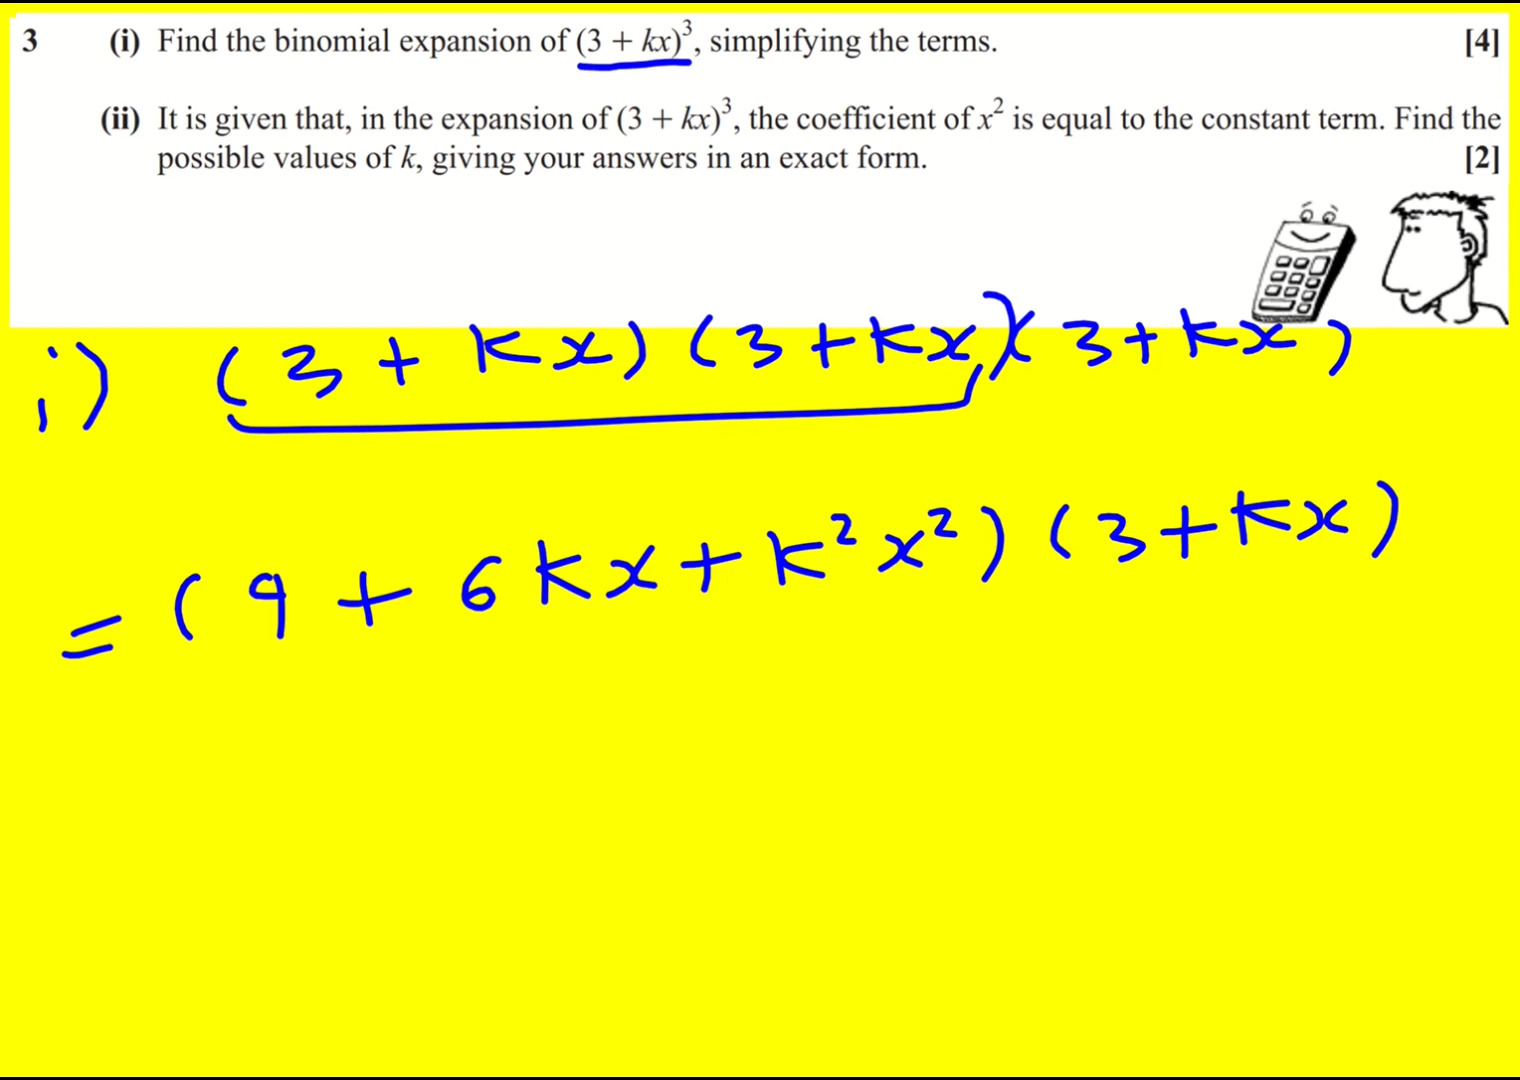 3 (i) Find the binomial expansion of (3 + kx)³, simplifying the terms. [4]
(ii) It is given that, in the expansion of (3 + kx)³, the coefficient of x² is equal to the constant term. Find the
possible values of k, giving your answers in an exact form. [2]
i) (3 + kx)(3 + kx)(3 + kx)
= (9 + 6kx + k²x²)(3 + kx)